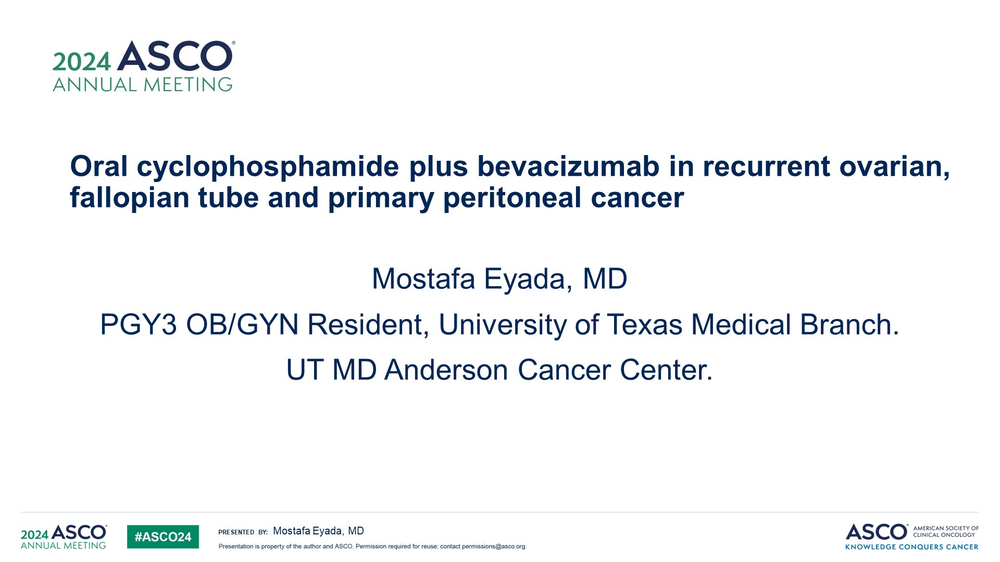 2024 ASCO®
ANNUAL MEETING
Oral cyclophosphamide plus bevacizumab in recurrent ovarian,
fallopian tube and primary peritoneal cancer
Mostafa Eyada, MD
PGY3 OB/GYN Resident, University of Texas Medical Branch.
UT MD Anderson Cancer Center.
2024 ASCO®
ANNUAL MEETING
#ASCO24
PRESENTED BY: Mostafa Eyada, MD
Presentation is property of the author and ASCO. Permission required for reuse; contact permissions@asco.org.
ASCO® AMERICAN SOCIETY OF
CLINICAL ONCOLOGY
KNOWLEDGE CONQUERS CANCER